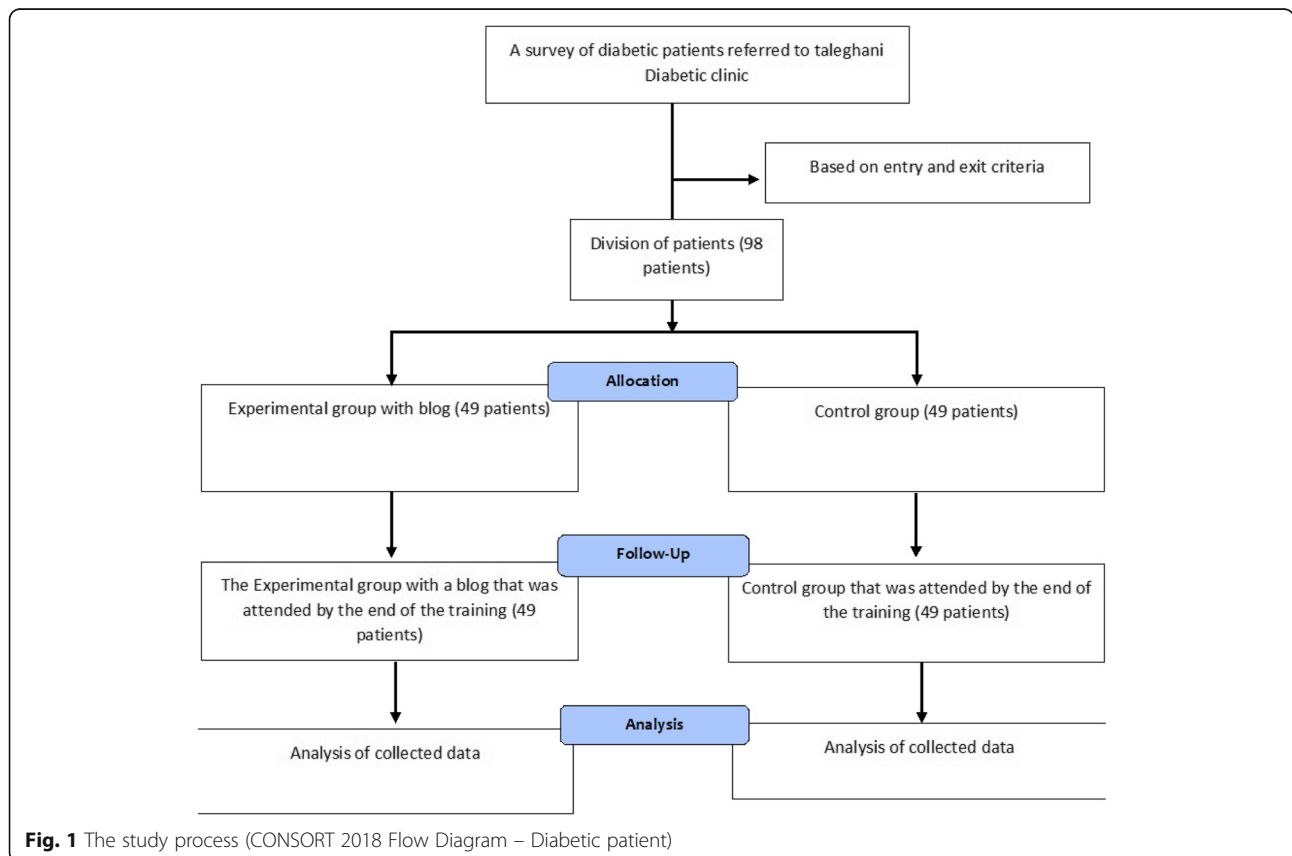 A survey of diabetic patients referred to taleghani
Diabetic clinic
Based on entry and exit criteria
Division of patients (98
patients)
Allocation
Experimental group with blog (49 patients)
Control group (49 patients)
Follow-Up
The Experimental group with a blog that was
attended by the end of the training (49
patients)
Control group that was attended by the end of
the training (49 patients)
Analysis
Analysis of collected data
Analysis of collected data
Fig. 1 The study process (CONSORT 2018 Flow Diagram – Diabetic patient)